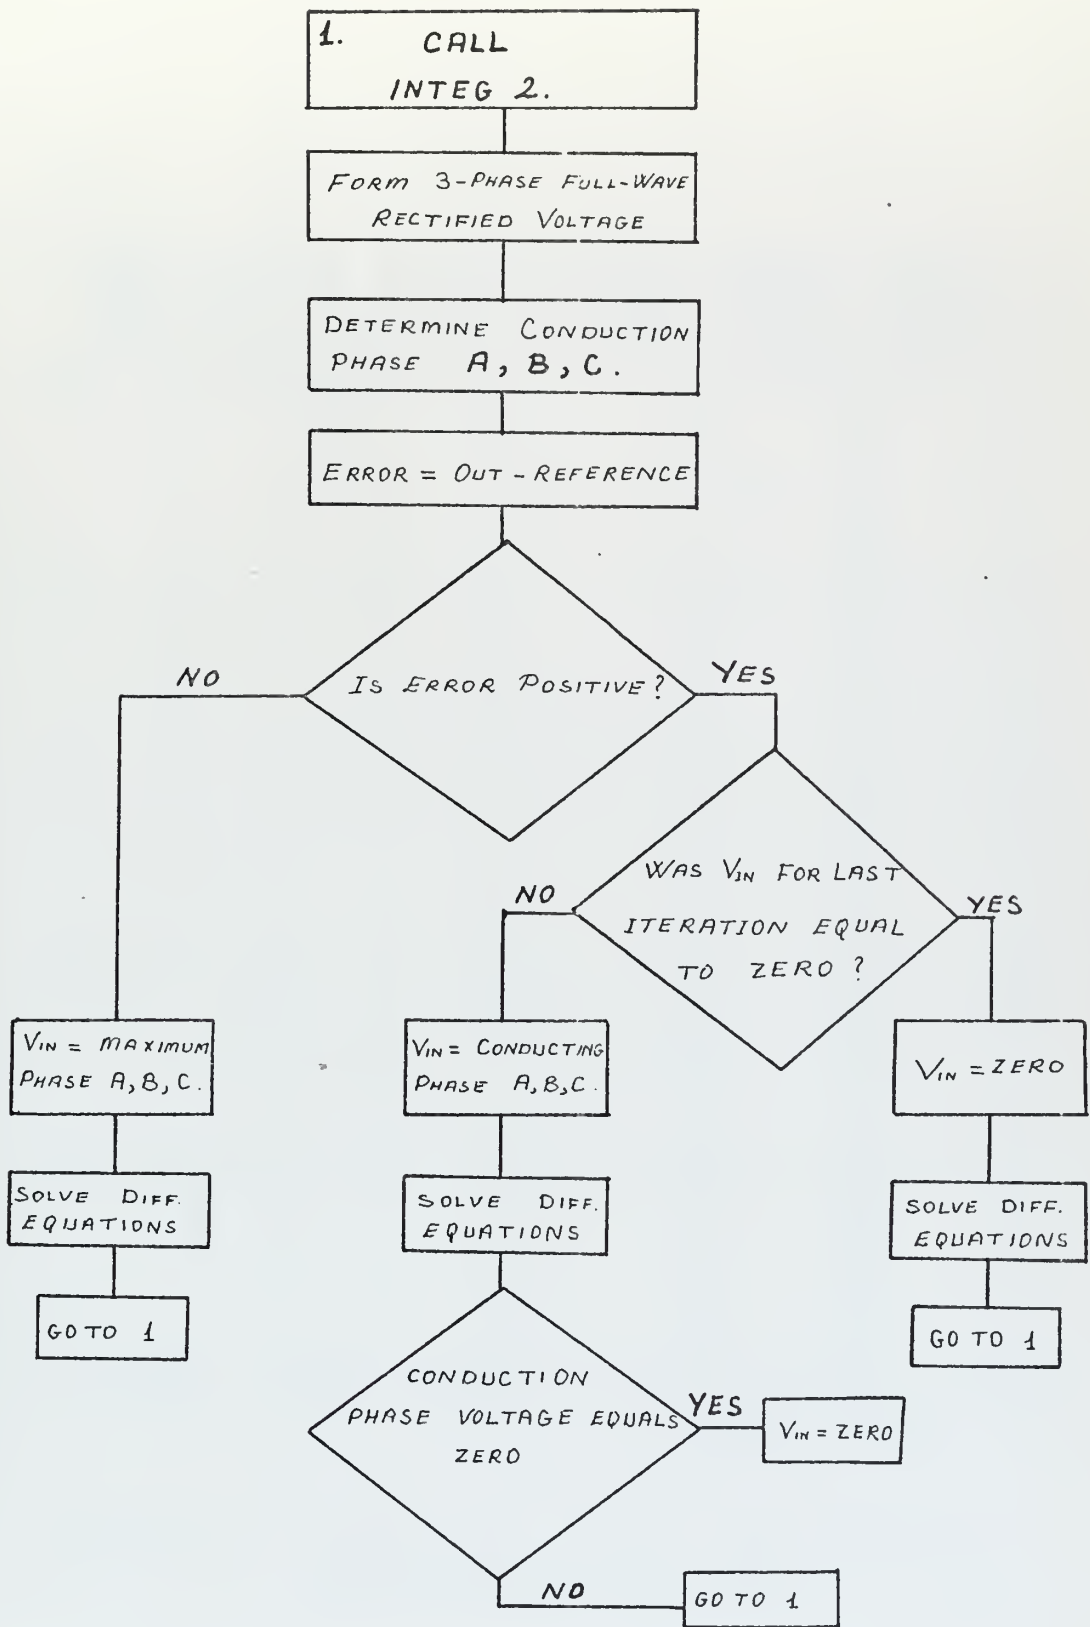 1. CALL
INTEG 2.
FORM 3-PHASE FULL-WAVE
RECTIFIED VOLTAGE
DETERMINE CONDUCTION
PHASE A, B, C.
ERROR = OUT - REFERENCE
IS ERROR POSITIVE?
NO
YES
WAS VIN FOR LAST
ITERATION EQUAL
TO ZERO ?
NO
YES
VIN = MAXIMUM
PHASE A, B, C.
SOLVE DIFF.
EQUATIONS
GO TO 1
VIN = CONDUCTING
PHASE A, B, C.
SOLVE DIFF.
EQUATIONS
CONDUCTION
PHASE VOLTAGE EQUALS
ZERO
YES
VIN = ZERO
NO
GO TO 1
VIN = ZERO
SOLVE DIFF.
EQUATIONS
GO TO 1